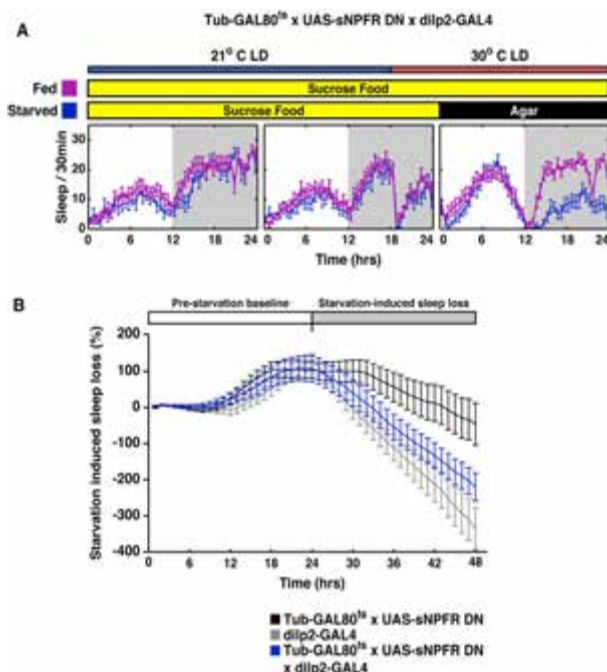 Tub-GAL80ts x UAS-sNPFR DN x dilp2-GAL4
A
21° C LD 30° C LD
Fed Sucrose Food
Starved Sucrose Food Agar
Sleep / 30min
20
10
0
0 6 12 18 24 0 6 12 18 24 0 6 12 18 24
Time (hrs) Time (hrs) Time (hrs)
B
Pre-starvation baseline Starvation-induced sleep loss
Starvation induced sleep loss (%)
200
100
0
-100
-200
-300
-400
0 6 12 18 24 30 36 42 48
Time (hrs)
Tub-GAL80ts x UAS-sNPFR DN
dilp2-GAL4
Tub-GAL80ts x UAS-sNPFR DN
x dilp2-GAL4